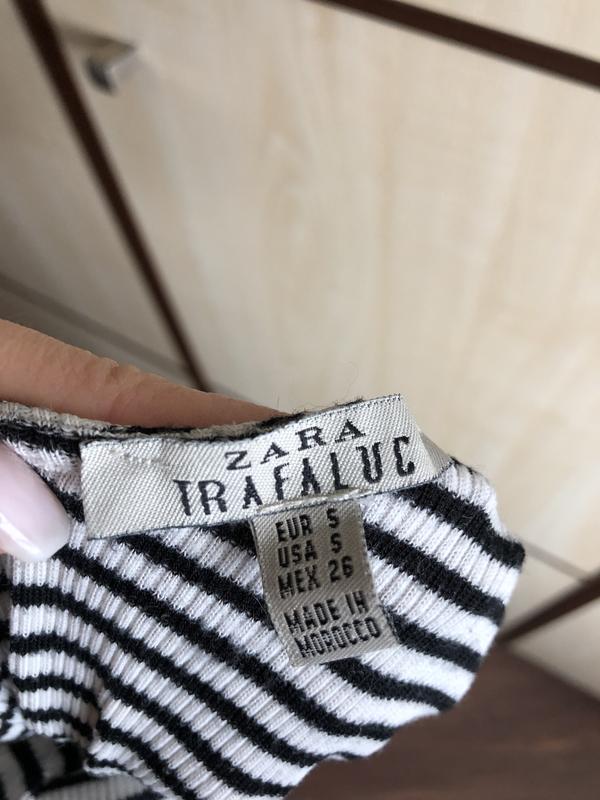 ZARA
TRAFALUC
EUR S
USA S
MEX 26
MADE IN
MOROCCO